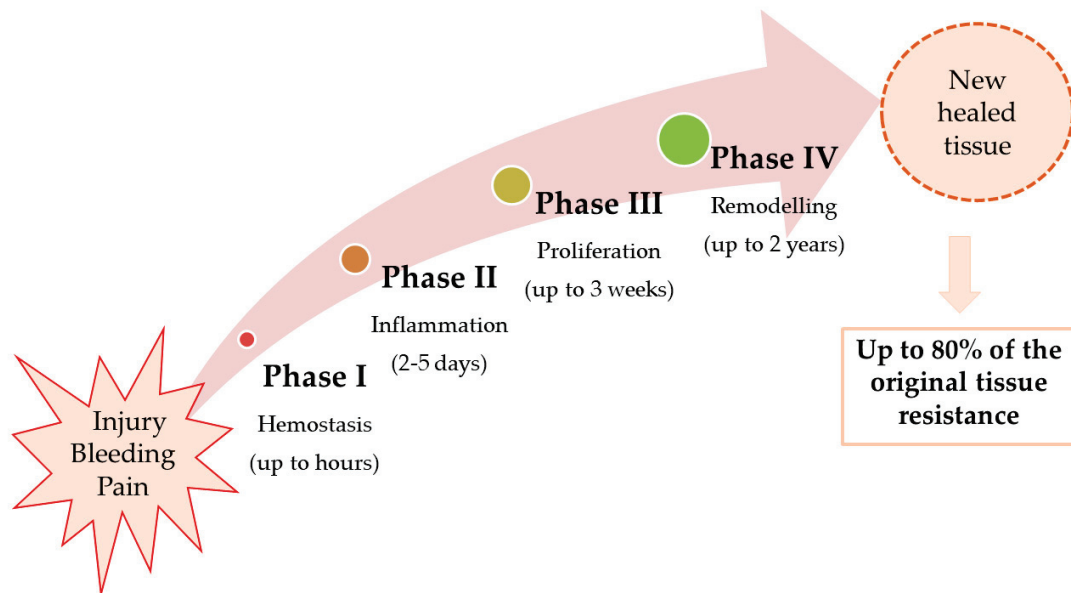 Injury
Bleeding
Pain
Phase I
Hemostasis
(up to hours)
Phase II
Inflammation
(2-5 days)
Phase III
Proliferation
(up to 3 weeks)
Phase IV
Remodelling
(up to 2 years)
New
healed
tissue
Up to 80% of the
original tissue
resistance